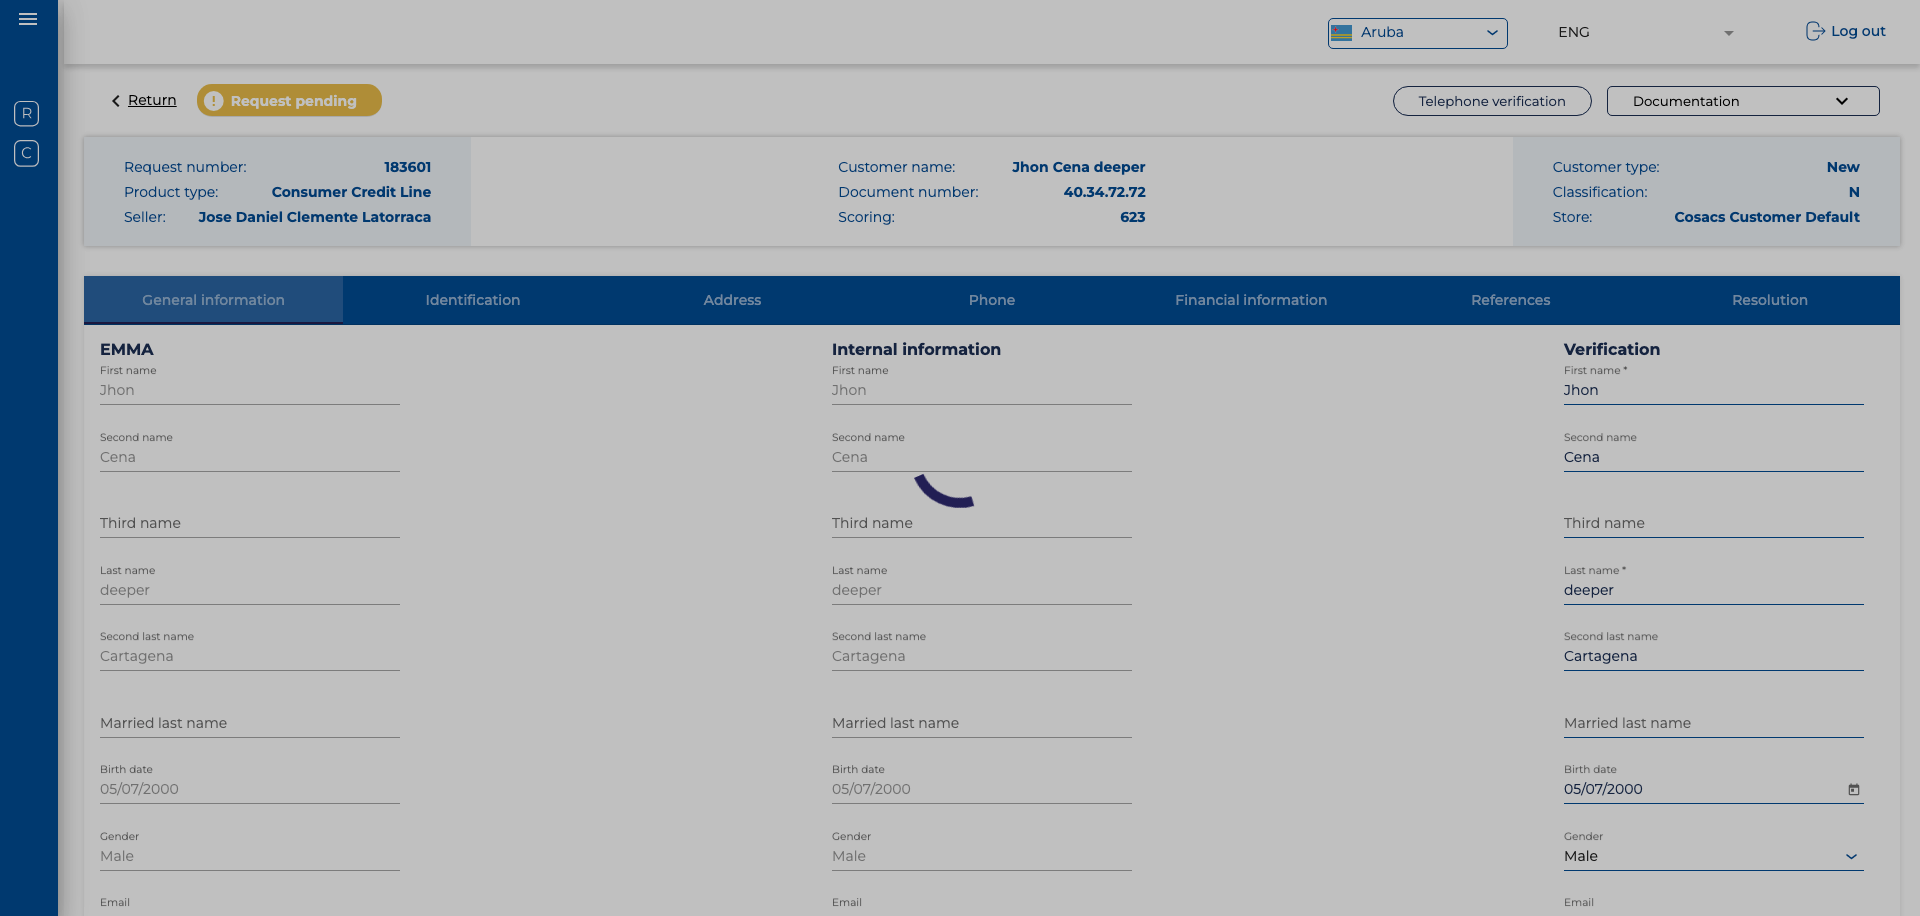 Aruba
ENG
Log out
R
C
Return
Request pending
Telephone verification
Documentation
Request number: 183601
Product type: Consumer Credit Line
Seller: Jose Daniel Clemente Latorraca
Customer name: Jhon Cena deeper
Document number: 40.34.72.72
Scoring: 623
Customer type: New
Classification: N
Store: Cosacs Customer Default
General information
Identification
Address
Phone
Financial information
References
Resolution
EMMA
First name
Jhon
Second name
Cena
Third name
Last name
deeper
Second last name
Cartagena
Married last name
Birth date
05/07/2000
Gender
Male
Email
Internal information
First name
Jhon
Second name
Cena
Third name
Last name
deeper
Second last name
Cartagena
Married last name
Birth date
05/07/2000
Gender
Male
Email
Verification
First name *
Jhon
Second name
Cena
Third name
Last name *
deeper
Second last name
Cartagena
Married last name
Birth date
05/07/2000
Gender
Male
Email